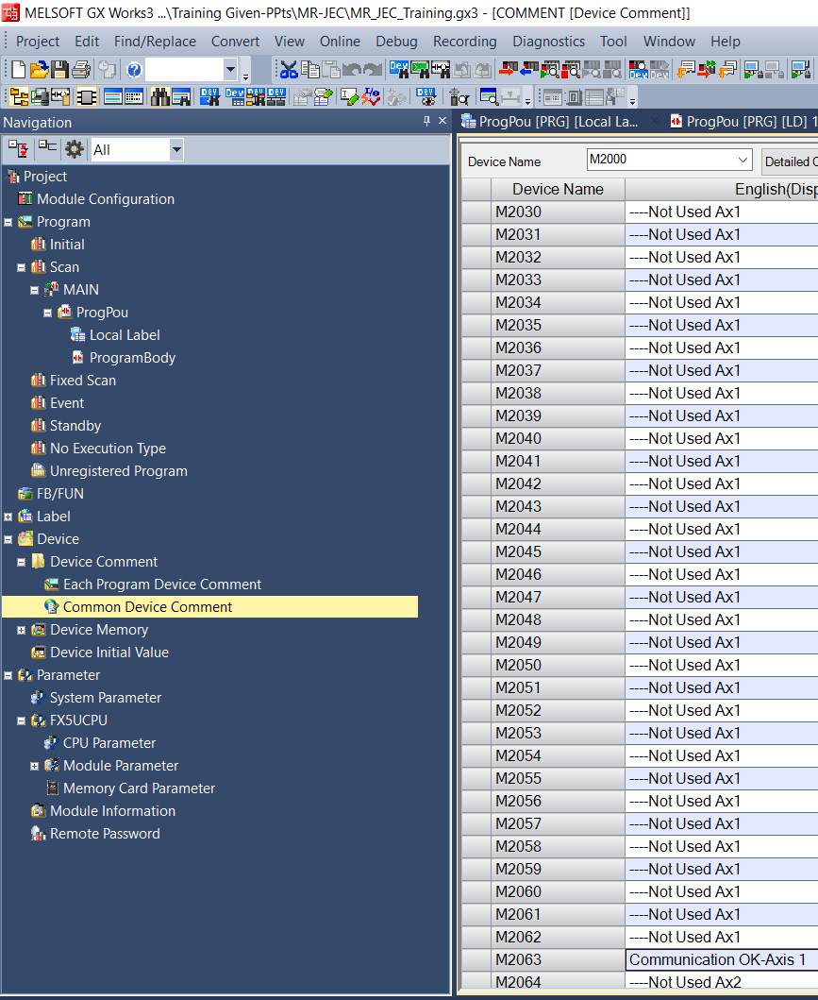 MELSOFT GX Works3 ...\Training Given-PPts\MR-JEC\MR_JEC_Training.gx3 - [COMMENT [Device Comment]]
Project Edit Find/Replace Convert View Online Debug Recording Diagnostics Tool Window Help
Navigation
ProgPou [PRG] [Local La...
ProgPou [PRG] [LD] 1
All
Project
Module Configuration
Program
Initial
Scan
MAIN
ProgPou
Local Label
ProgramBody
Fixed Scan
Event
Standby
No Execution Type
Unregistered Program
FB/FUN
Label
Device
Device Comment
Each Program Device Comment
Common Device Comment
Device Memory
Device Initial Value
Parameter
System Parameter
FX5UCPU
CPU Parameter
Module Parameter
Memory Card Parameter
Module Information
Remote Password
Device Name M2000 Detailed C
Device Name English(Disp
M2030 ----Not Used Ax1
M2031 ----Not Used Ax1
M2032 ----Not Used Ax1
M2033 ----Not Used Ax1
M2034 ----Not Used Ax1
M2035 ----Not Used Ax1
M2036 ----Not Used Ax1
M2037 ----Not Used Ax1
M2038 ----Not Used Ax1
M2039 ----Not Used Ax1
M2040 ----Not Used Ax1
M2041 ----Not Used Ax1
M2042 ----Not Used Ax1
M2043 ----Not Used Ax1
M2044 ----Not Used Ax1
M2045 ----Not Used Ax1
M2046 ----Not Used Ax1
M2047 ----Not Used Ax1
M2048 ----Not Used Ax1
M2049 ----Not Used Ax1
M2050 ----Not Used Ax1
M2051 ----Not Used Ax1
M2052 ----Not Used Ax1
M2053 ----Not Used Ax1
M2054 ----Not Used Ax1
M2055 ----Not Used Ax1
M2056 ----Not Used Ax1
M2057 ----Not Used Ax1
M2058 ----Not Used Ax1
M2059 ----Not Used Ax1
M2060 ----Not Used Ax1
M2061 ----Not Used Ax1
M2062 ----Not Used Ax1
M2063 Communication OK-Axis 1
M2064 ----Not Used Ax2